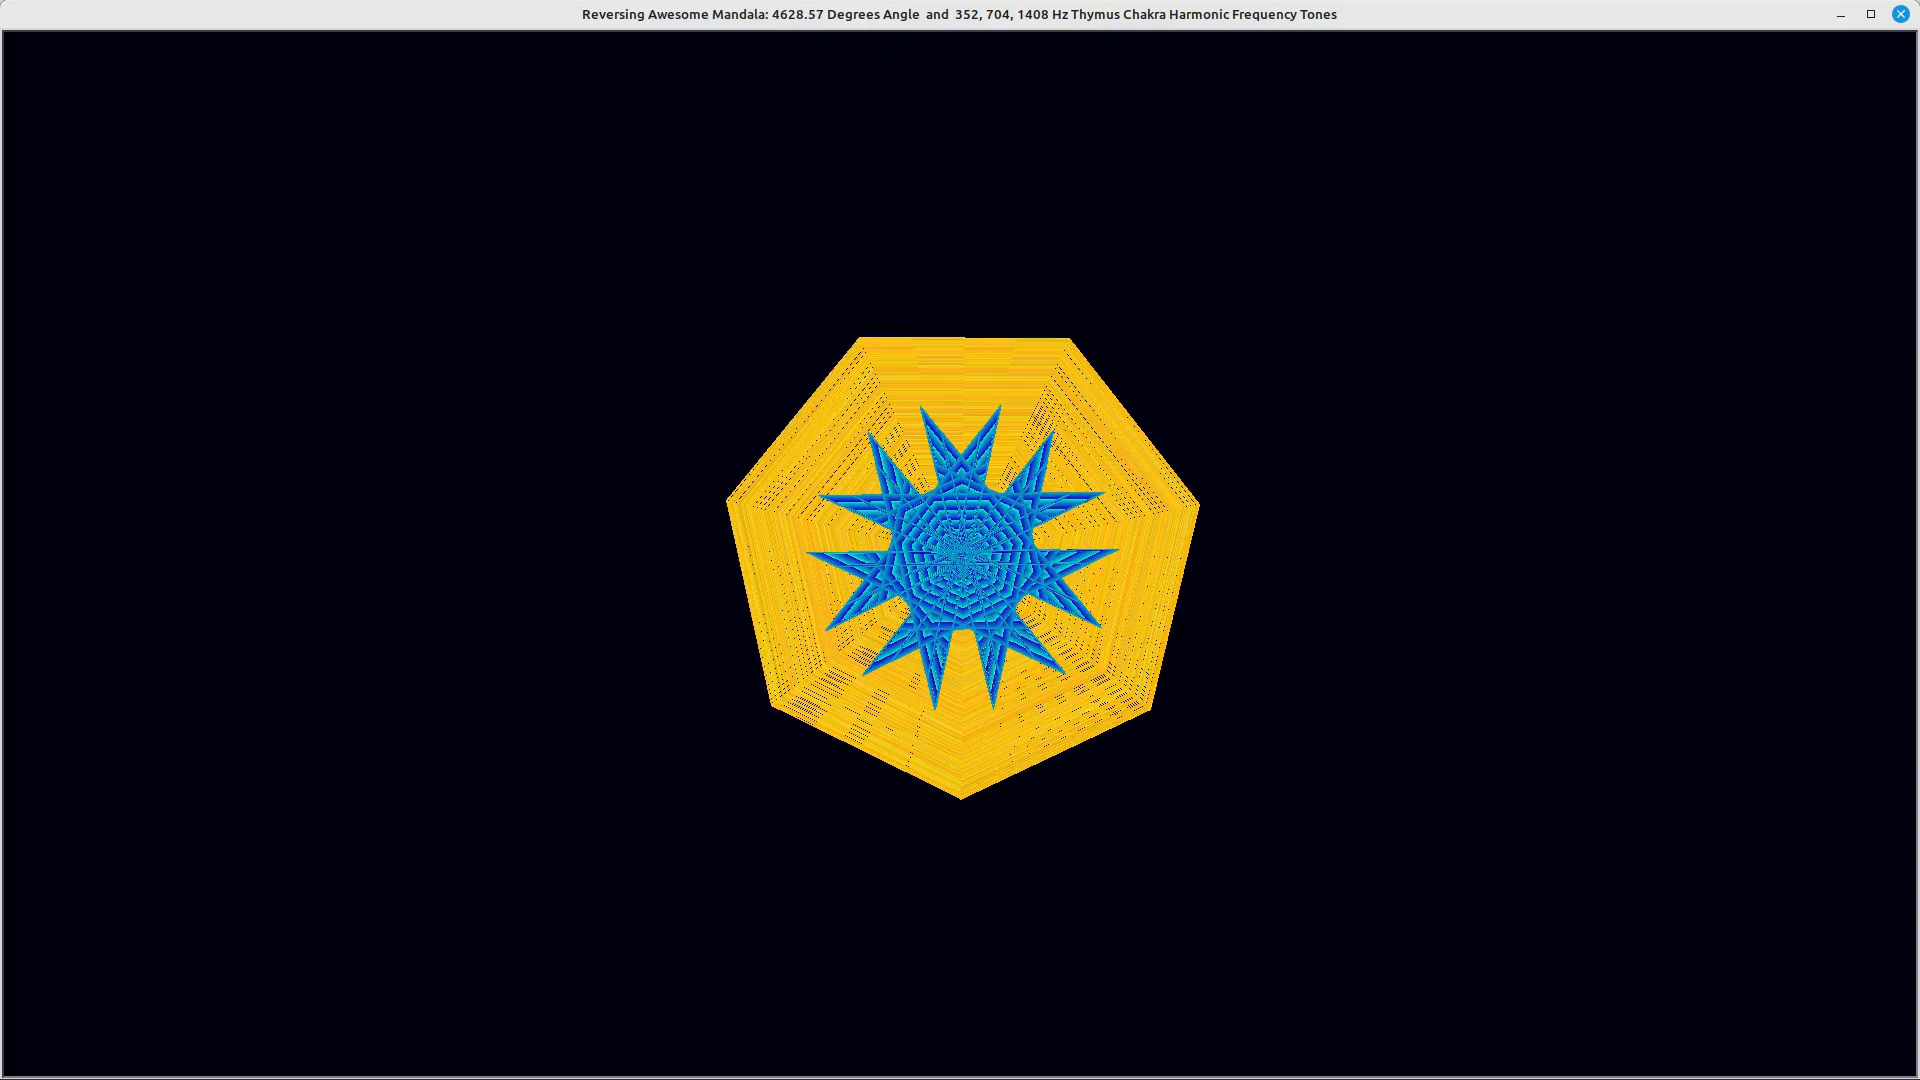 Reversing Awesome Mandala: 4628.57 Degrees Angle  and  352, 704, 1408 Hz Thymus Chakra Harmonic Frequency Tones